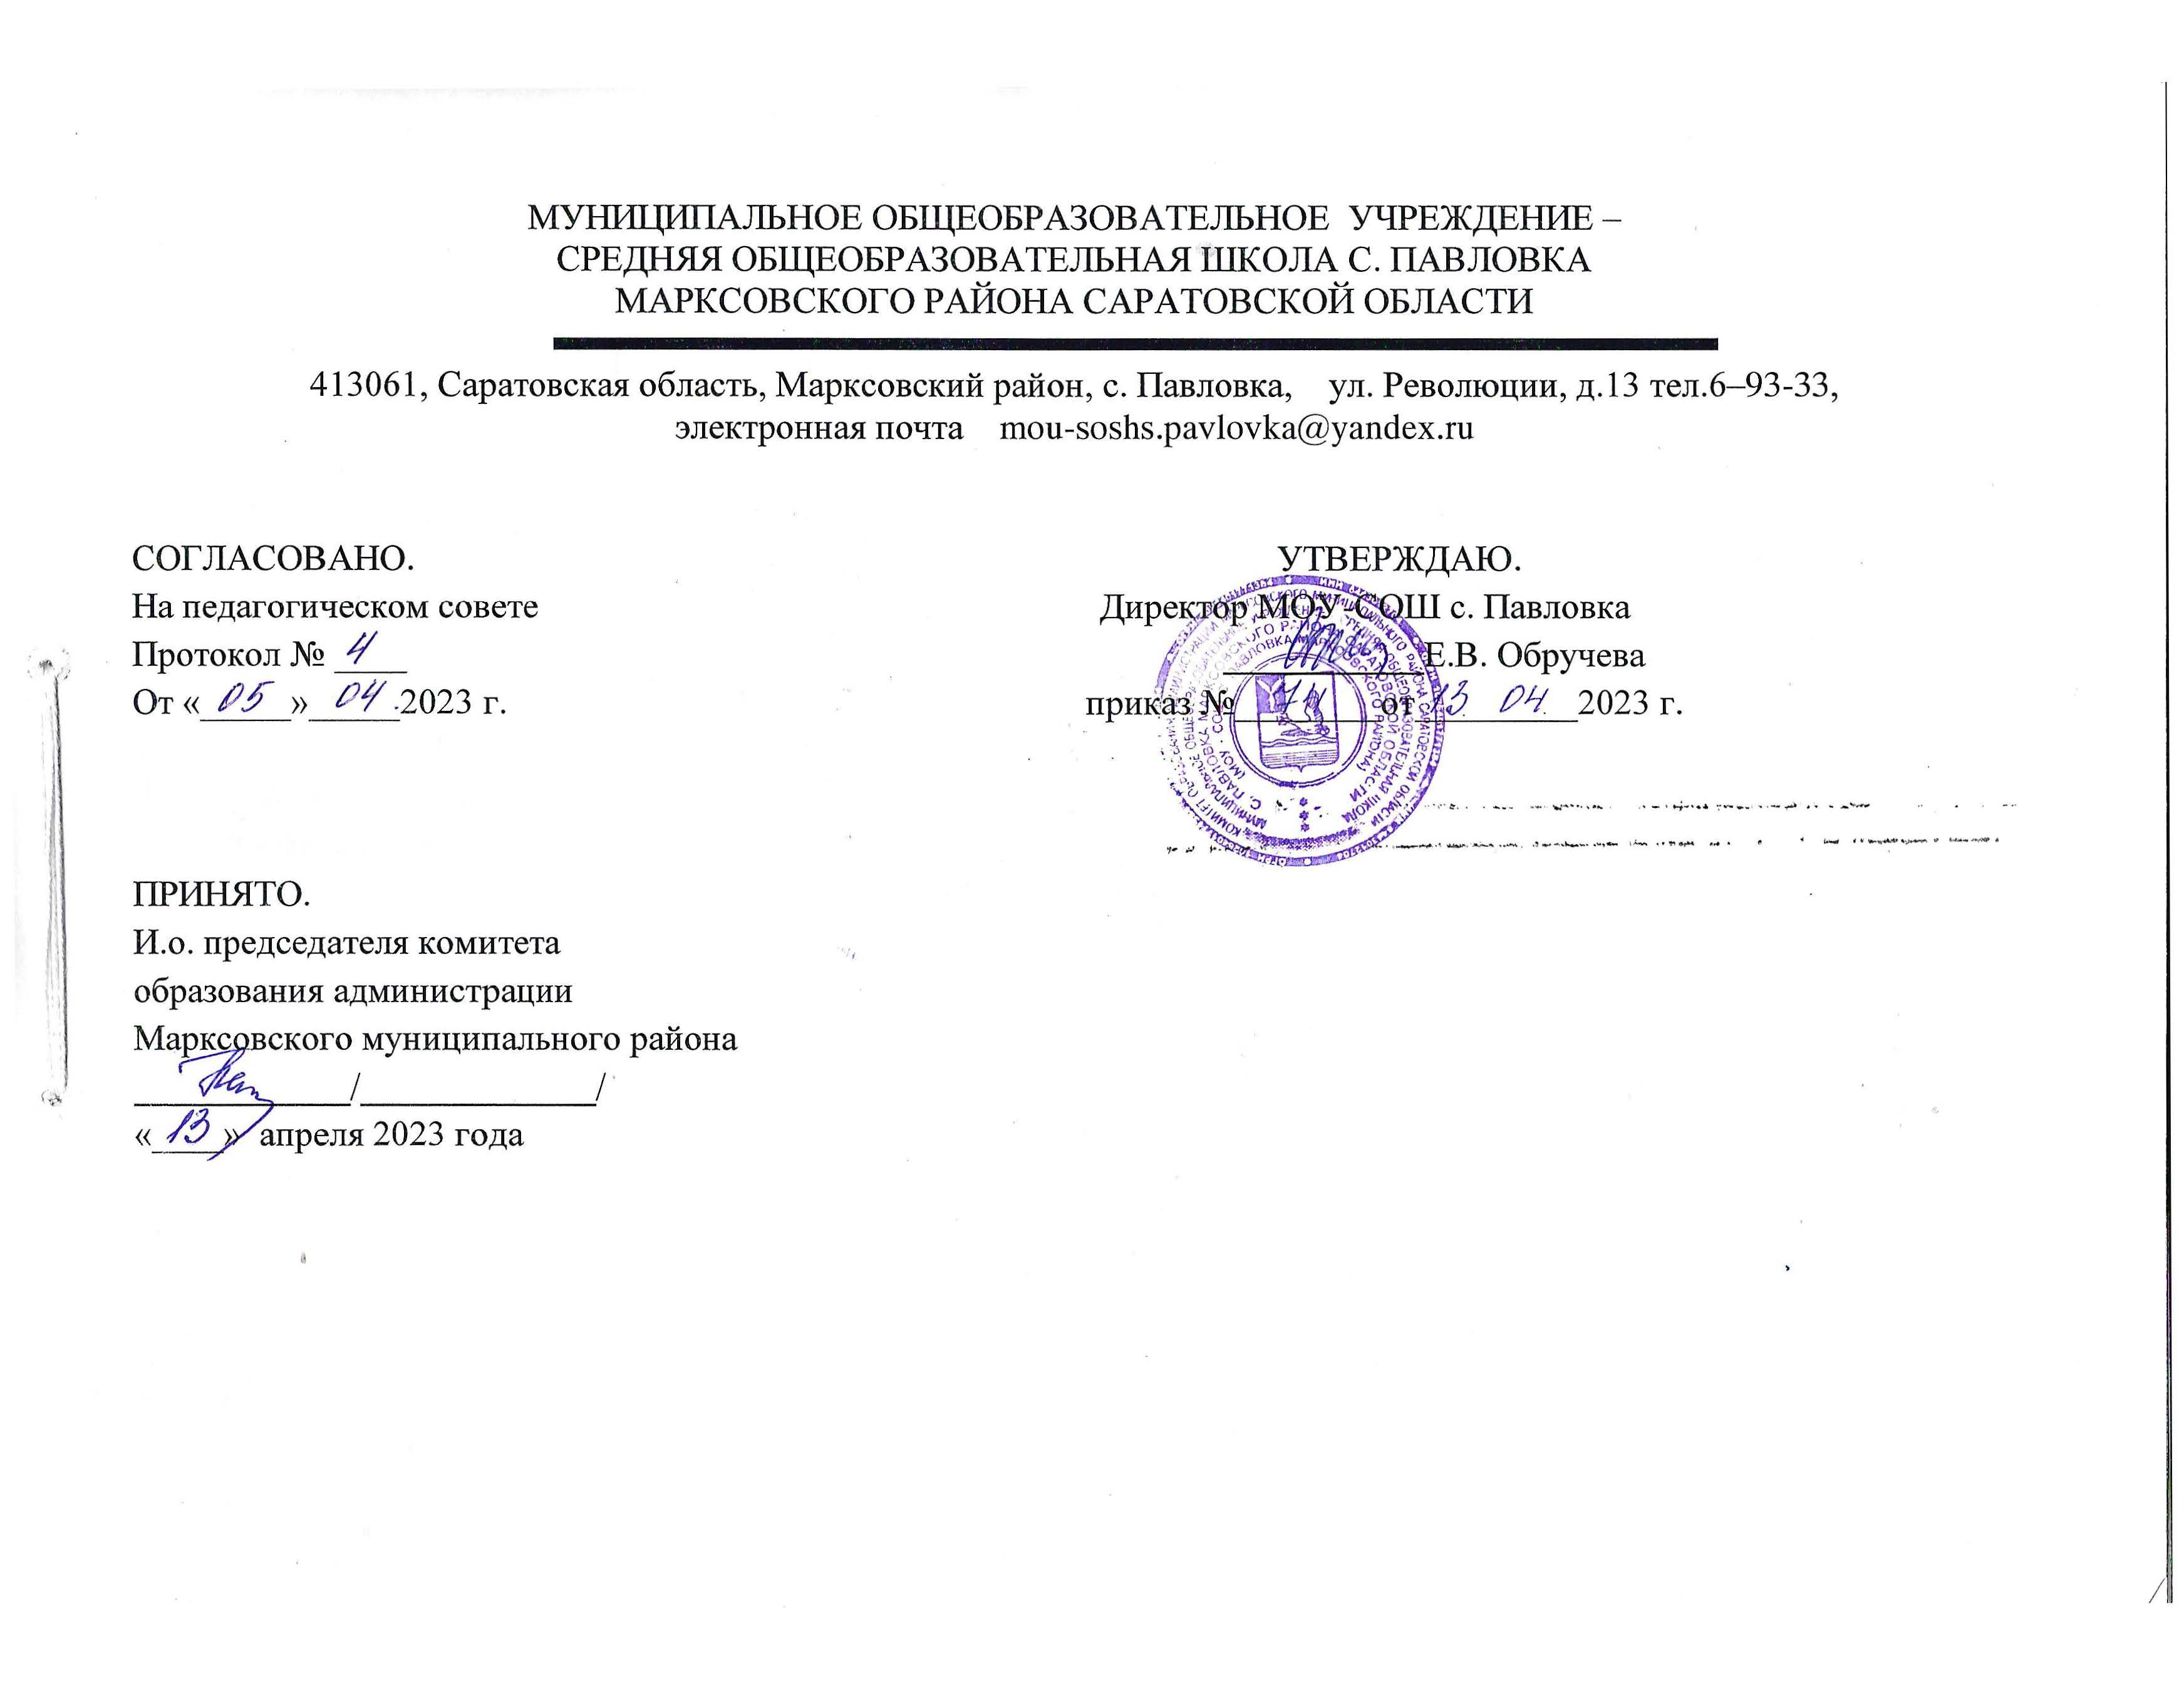 МУНИЦИПАЛЬНОЕ ОБЩЕОБРАЗОВАТЕЛЬНОЕ УЧРЕЖДЕНИЕ –
СРЕДНЯЯ ОБЩЕОБРАЗОВАТЕЛЬНАЯ ШКОЛА С. ПАВЛОВКА
МАРКСОВСКОГО РАЙОНА САРАТОВСКОЙ ОБЛАСТИ
413061, Саратовская область, Марксовский район, с. Павловка, ул. Революции, д.13 тел.6–93-33,
электронная почта mou-soshs.pavlovka@yandex.ru
СОГЛАСОВАНО.
На педагогическом совете
Протокол № 4
От «05» 04 2023 г.
УТВЕРЖДАЮ.
Директор МОУ-СОШ с. Павловка
Е.В. Обручева
приказ № от 13.04.2023 г.
ПРИНЯТО.
И.о. председателя комитета
образования администрации
Марксовского муниципального района
/ /
«13» апреля 2023 года